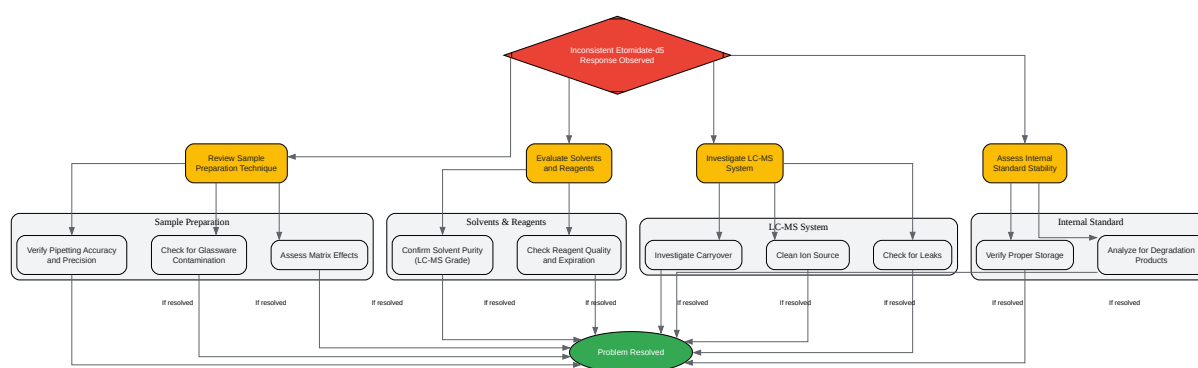 Inconsistent Etomidate-d5
Response Observed
Review Sample
Preparation Technique
Evaluate Solvents
and Reagents
Investigate LC-MS
System
Assess Internal
Standard Stability
Sample Preparation
Solvents & Reagents
LC-MS System
Internal Standard
Verify Pipetting Accuracy
and Precision
Check for Glassware
Contamination
Assess Matrix Effects
Confirm Solvent Purity
(LC-MS Grade)
Check Reagent Quality
and Expiration
Investigate Carryover
Clean Ion Source
Check for Leaks
Verify Proper Storage
Analyze for Degradation
Products
If resolved
If resolved
If resolved
If resolved
If resolved
If resolved
If resolved
If resolved
If resolved
If resolved
Problem Resolved